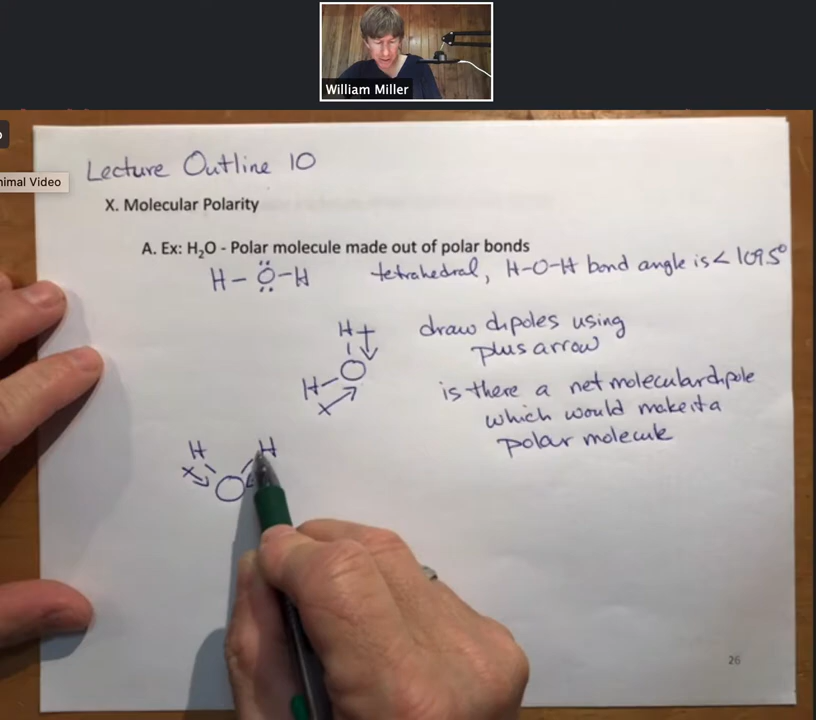 William Miller
nimal Video
Lecture Outline 10
X. Molecular Polarity
A. Ex: H₂O - Polar molecule made out of polar bonds
H–Ö–H tetrahedral, H–O–H bond angle is < 109.5°
H draw dipoles using
plus arrow
O
H
is there a net molecular dipole
which would make it a
polar molecule
H H
O
26